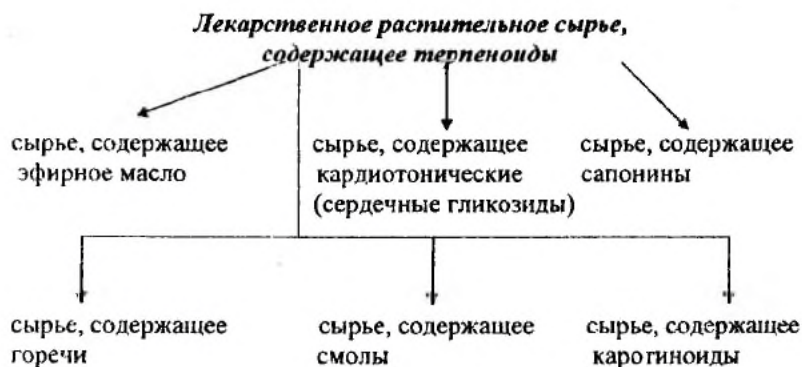 Лекарственное растительное сырье,
содержащее терпеноиды
сырье, содержащее
эфирное масло
сырье, содержащее
кардиотонические
(сердечные гликозиды)
сырье, содержащее
сапонины
сырье, содержащее
горечи
сырье, содержащее
смолы
сырье, содержащее
каротиноиды